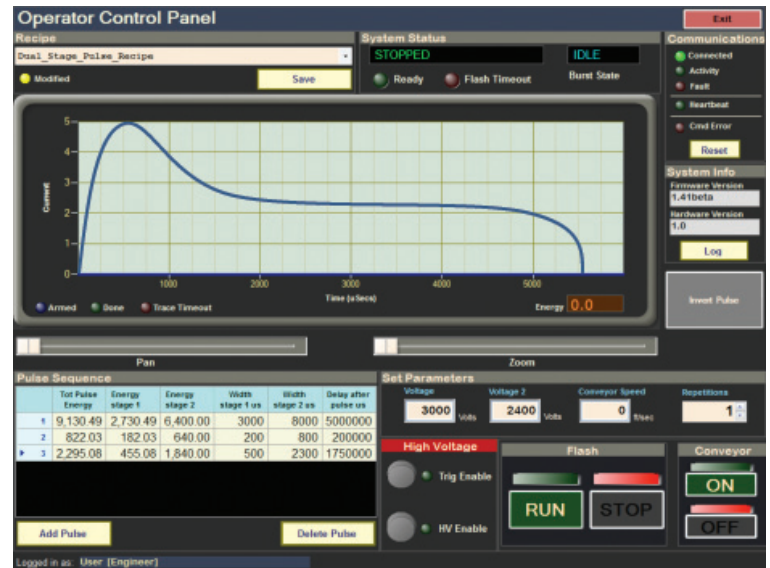 Operator Control Panel
Exit
Recipe
Dual_Stage_Pulse_Recipe
Modified
Save
System Status
STOPPED
IDLE
Ready
Flash Timeout
Burst State
Communications
Connected
Activity
Fault
Heartbeat
Cmd Error
Reset
System Info
Firmware Version
1.41beta
Hardware Version
1.0
Log
Invert Pulse
Current
5
4
3
2
1
0
1000 2000 3000 4000 5000
Time (uSecs)
Armed
Done
Trace Timeout
Energy 0.0
Pan
Zoom
Pulse Sequence
Tot Pulse Energy Energy stage 1 Energy stage 2 Width stage 1 us Width stage 2 us Delay after pulse us
1 9,130.49 2,730.49 6,400.00 3000 8000 5000000
2 822.03 182.03 640.00 200 800 200000
3 2,295.08 455.08 1,840.00 500 2300 1750000
Add Pulse
Delete Pulse
Set Parameters
Voltage Voltage 2 Conveyor Speed Repetitions
3000 Volts 2400 Volts 0 ft/sec 1
High Voltage
Trig Enable
HV Enable
Flash
RUN
STOP
Conveyor
ON
OFF
Logged in as: User [Engineer]